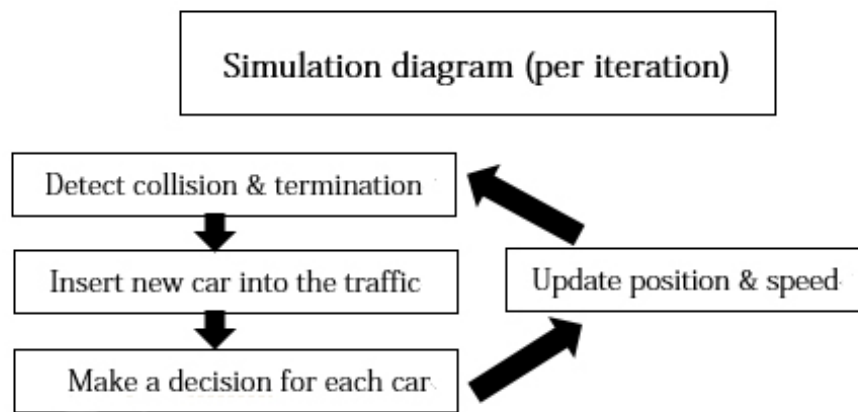 Simulation diagram (per iteration)
Detect collision & termination
Insert new car into the traffic
Update position & speed
Make a decision for each car